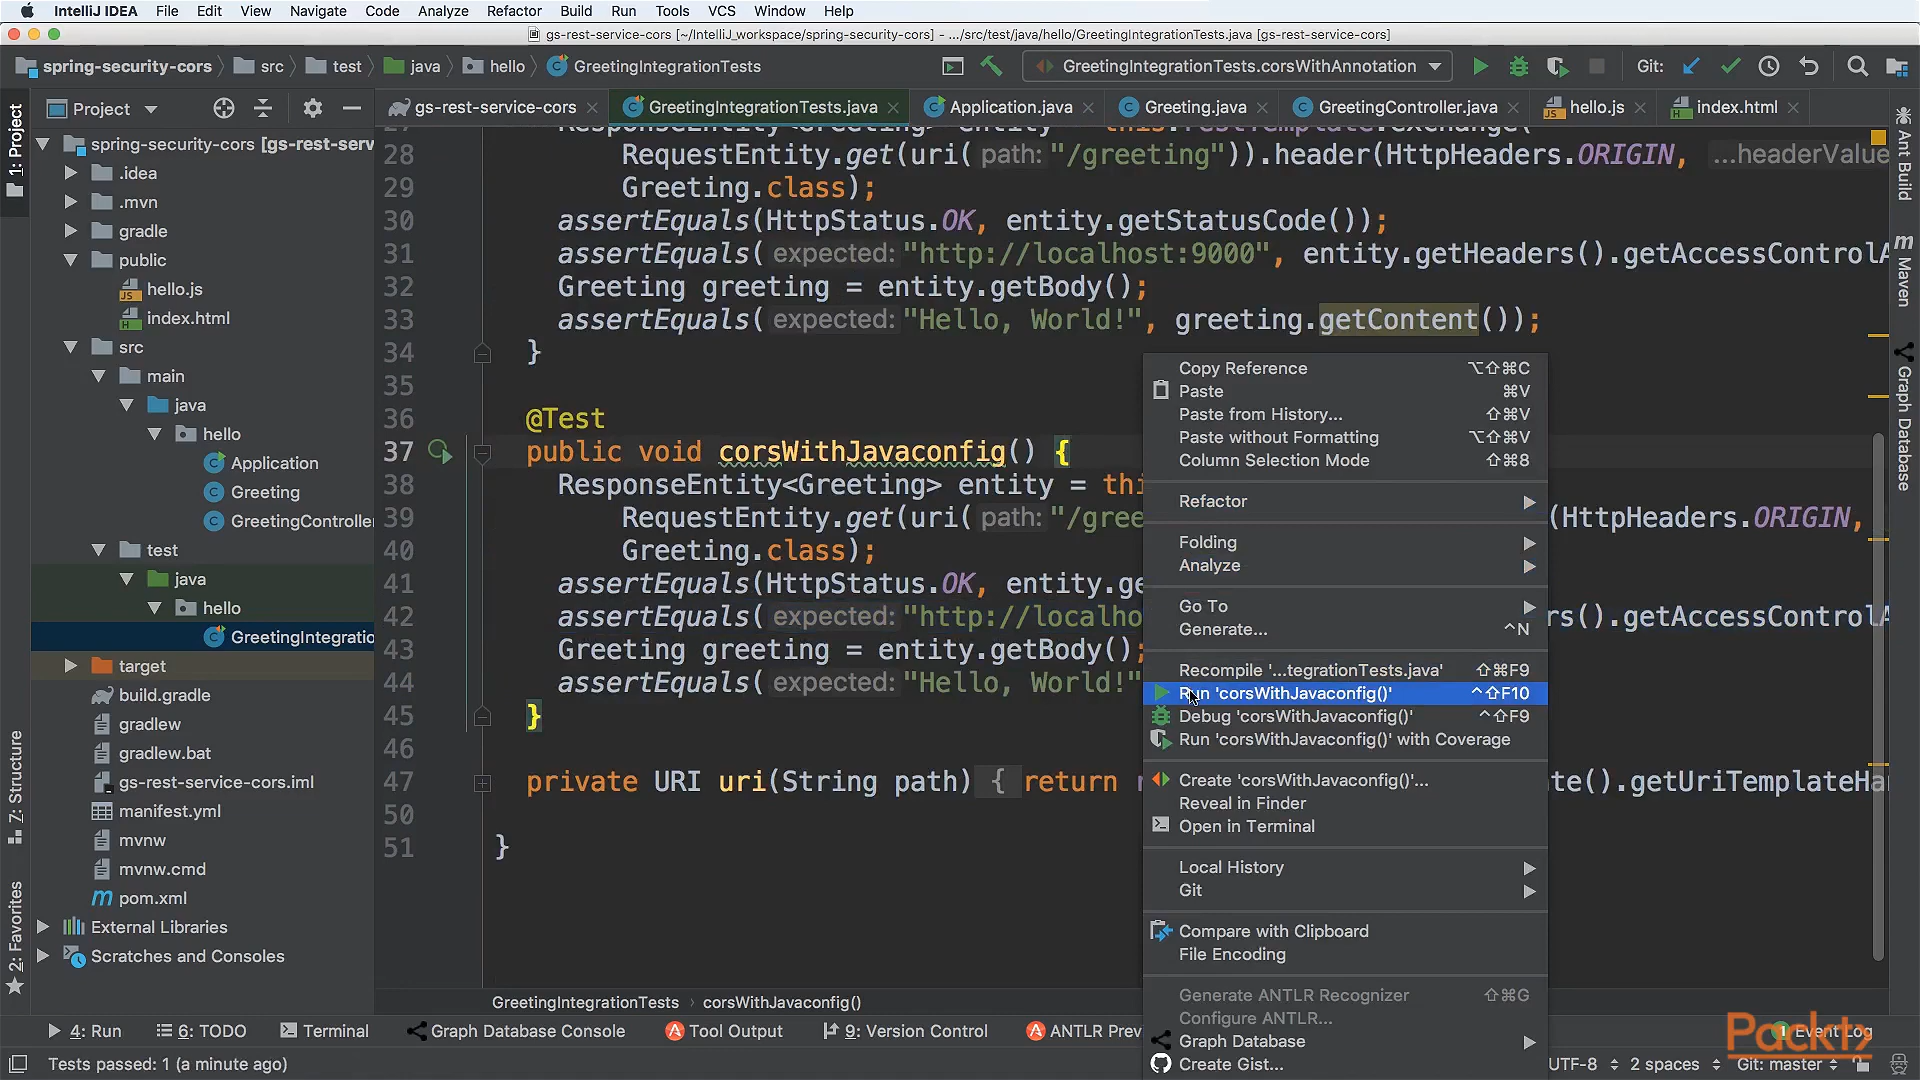 IntelliJ IDEA File Edit View Navigate Code Analyze Refactor Build Run Tools VCS Window Help
gs-rest-service-cors [~/IntelliJ_workspace/spring-security-cors] - .../src/test/java/hello/GreetingIntegrationTests.java [gs-rest-service-cors]
spring-security-cors src test java hello GreetingIntegrationTests GreetingIntegrationTests.corsWithAnnotation Git:
Project gs-rest-service-cors GreetingIntegrationTests.java Application.java Greeting.java GreetingController.java hello.js index.html
1: Project
7: Structure
2: Favorites
spring-security-cors [gs-rest-serv
.idea
.mvn
gradle
public
hello.js
index.html
src
main
java
hello
Application
Greeting
GreetingController
test
java
hello
GreetingIntegratio
target
build.gradle
gradlew
gradlew.bat
gs-rest-service-cors.iml
manifest.yml
mvnw
mvnw.cmd
pom.xml
External Libraries
Scratches and Consoles
27 ResponseEntity<Greeting> entity = this.restTemplate.exchange(
28 RequestEntity.get(uri( path: "/greeting")).header(HttpHeaders.ORIGIN, ...headerValue
29 Greeting.class);
30 assertEquals(HttpStatus.OK, entity.getStatusCode());
31 assertEquals( expected: "http://localhost:9000", entity.getHeaders().getAccessControlA
32 Greeting greeting = entity.getBody();
33 assertEquals( expected: "Hello, World!", greeting.getContent());
34 }
35
36 @Test
37 public void corsWithJavaconfig() {
38 ResponseEntity<Greeting> entity = thi
39 RequestEntity.get(uri( path: "/gree (HttpHeaders.ORIGIN,
40 Greeting.class);
41 assertEquals(HttpStatus.OK, entity.ge
42 assertEquals( expected: "http://localho rs().getAccessControlA
43 Greeting greeting = entity.getBody();
44 assertEquals( expected: "Hello, World!"
45 }
46
47 private URI uri(String path) { return r te().getUriTemplateHa
50
51 }
Copy Reference ⌥⇧⌘C
Paste ⌘V
Paste from History... ⇧⌘V
Paste without Formatting ⌥⇧⌘V
Column Selection Mode ⇧⌘8
Refactor
Folding
Analyze
Go To
Generate... ^N
Recompile '...tegrationTests.java' ⇧⌘F9
Run 'corsWithJavaconfig()' ^⇧F10
Debug 'corsWithJavaconfig()' ^⇧F9
Run 'corsWithJavaconfig()' with Coverage
Create 'corsWithJavaconfig()'...
Reveal in Finder
Open in Terminal
Local History
Git
Compare with Clipboard
File Encoding
Generate ANTLR Recognizer ⇧⌘G
Configure ANTLR...
Graph Database
Create Gist...
Ant Build
Maven
Graph Database
GreetingIntegrationTests corsWithJavaconfig()
4: Run 6: TODO Terminal Graph Database Console Tool Output 9: Version Control ANTLR Prev 1 Event Log
Packt
Tests passed: 1 (a minute ago) UTF-8 2 spaces Git: master